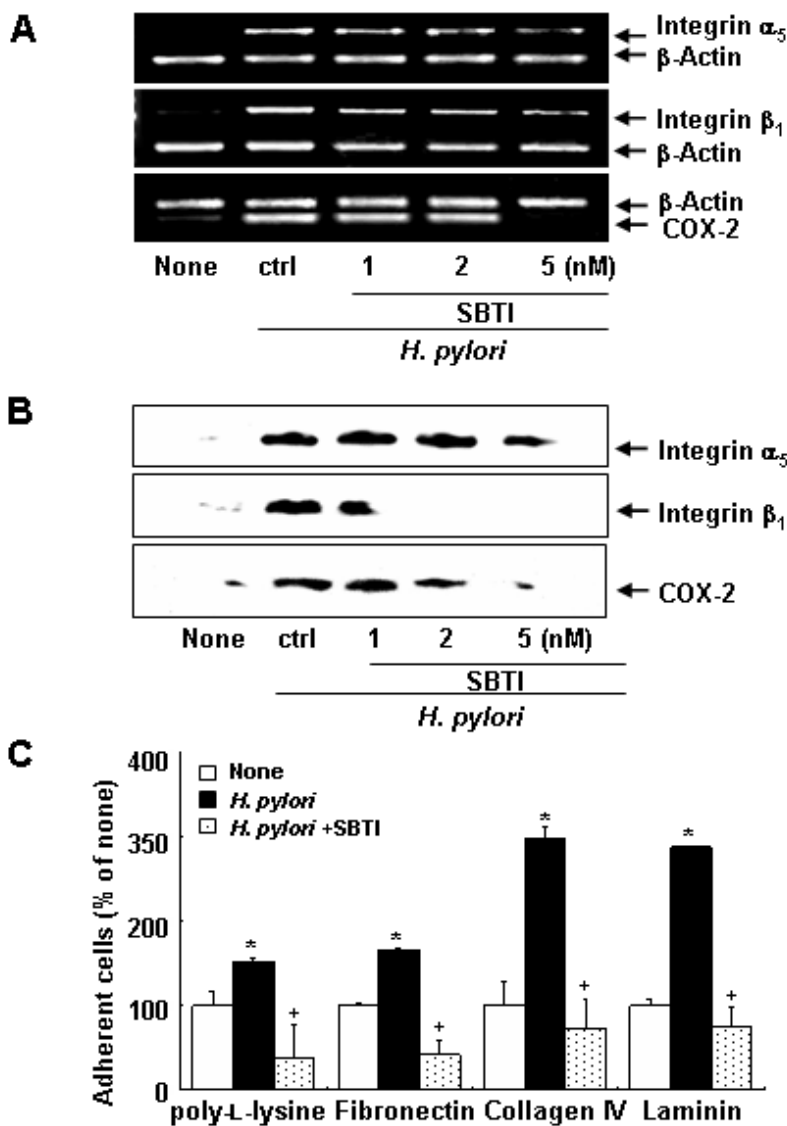 A
Integrin α5
β-Actin
Integrin β1
β-Actin
β-Actin
COX-2
None ctrl 1 2 5 (nM)
SBTI
H. pylori
B
Integrin α5
Integrin β1
COX-2
None ctrl 1 2 5 (nM)
SBTI
H. pylori
C
Adherent cells (% of none)
400
350
200
100
0
None
H. pylori
H. pylori +SBTI
* + * + * + * +
poly-L-lysine Fibronectin Collagen IV Laminin